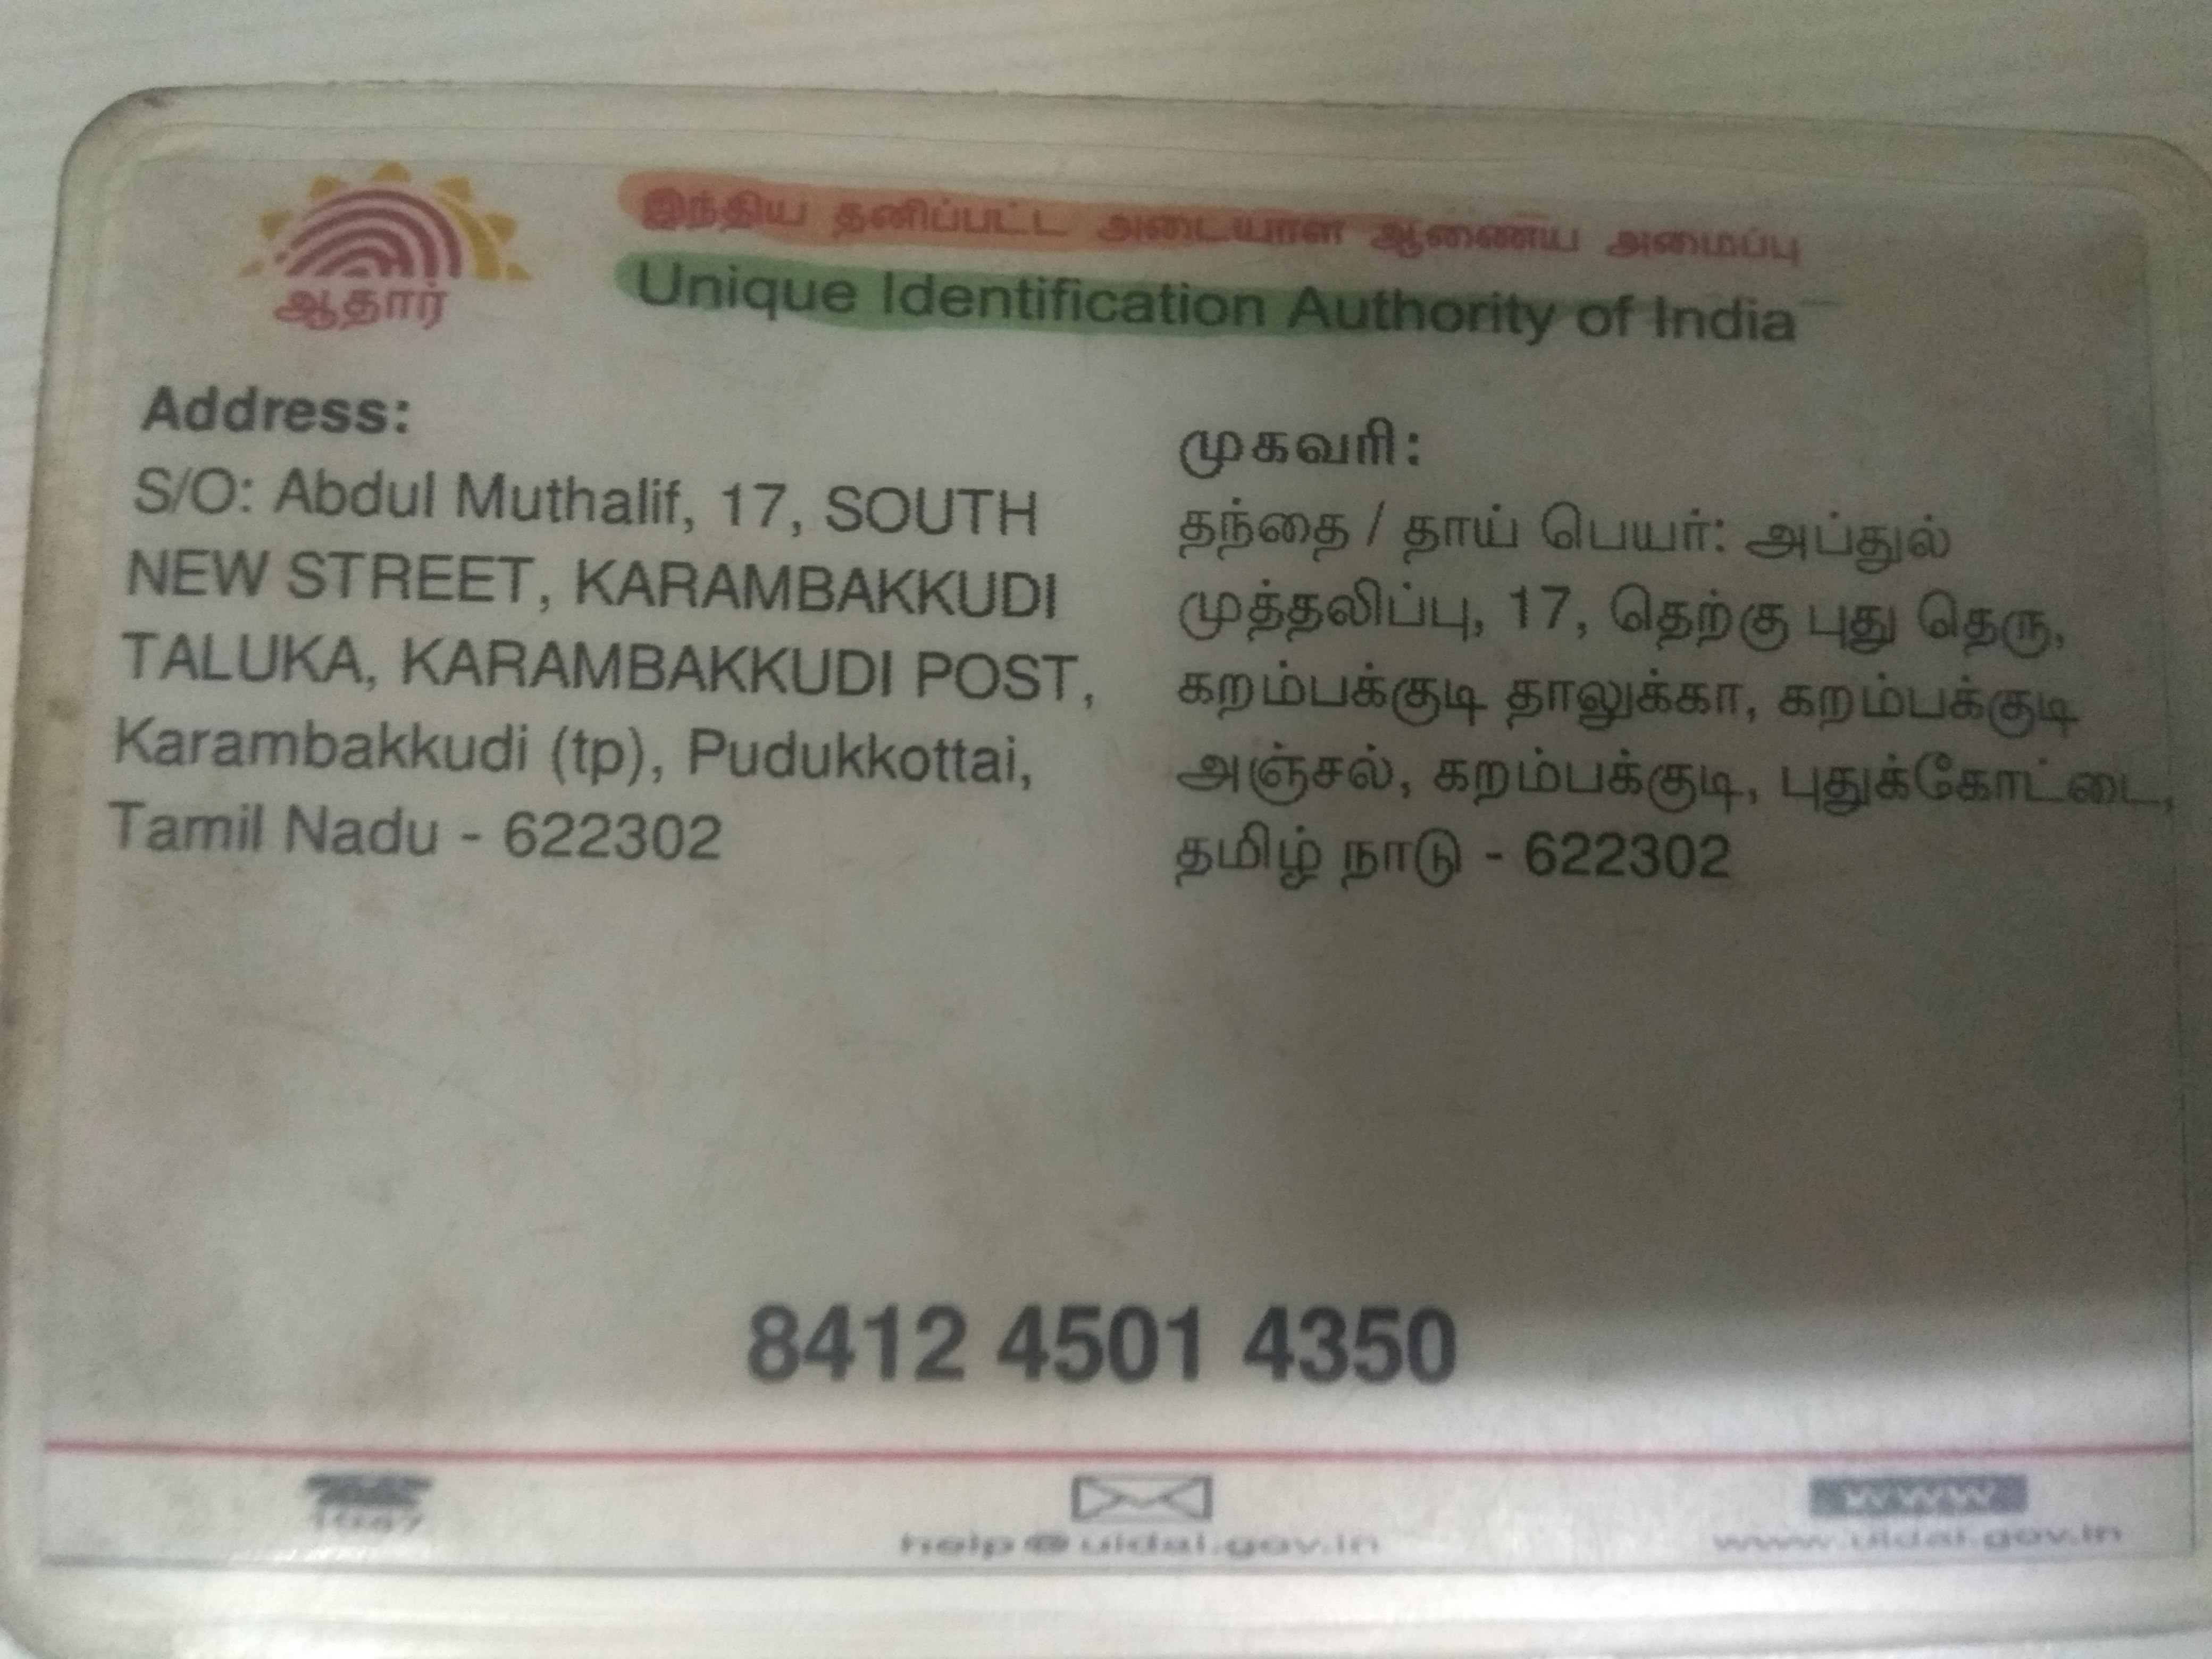 ஆதார்
இந்திய தனிப்பட்ட அடையாள ஆணைய அமைப்பு
Unique Identification Authority of India
Address:
S/O: Abdul Muthalif, 17, SOUTH
NEW STREET, KARAMBAKKUDI
TALUKA, KARAMBAKKUDI POST,
Karambakkudi (tp), Pudukkottai,
Tamil Nadu - 622302
முகவரி:
தந்தை / தாய் பெயர்: அப்துல்
முத்தலிப்பு, 17, தெற்கு புது தெரு,
கறம்பக்குடி தாலுக்கா, கறம்பக்குடி
அஞ்சல், கறம்பக்குடி, புதுக்கோட்டை,
தமிழ் நாடு - 622302
8412 4501 4350
1947
help@uidai.gov.in
www
www.uidai.gov.in